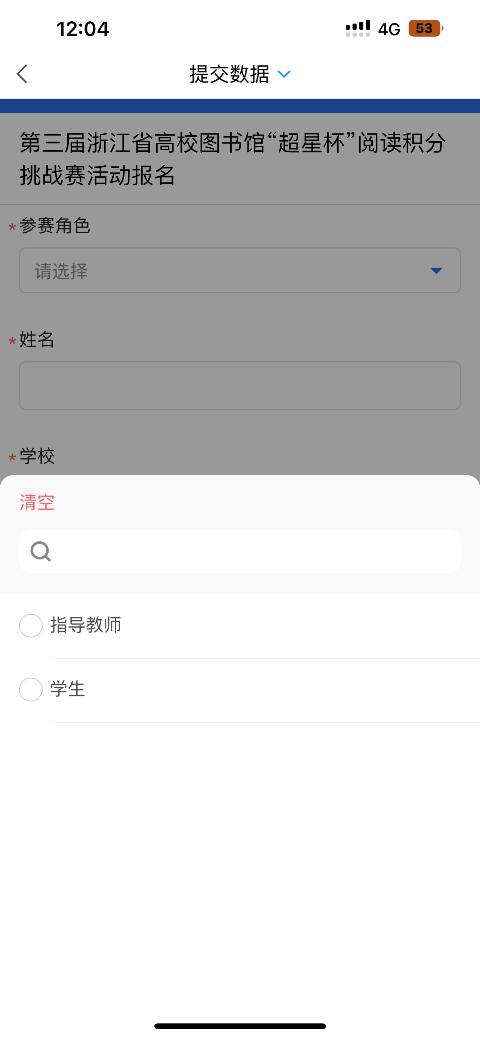 12:04
4G
53
提交数据
第三届浙江省高校图书馆“超星杯”阅读积分
挑战赛活动报名
*参赛角色
请选择
*姓名
*学校
清空
指导教师
学生